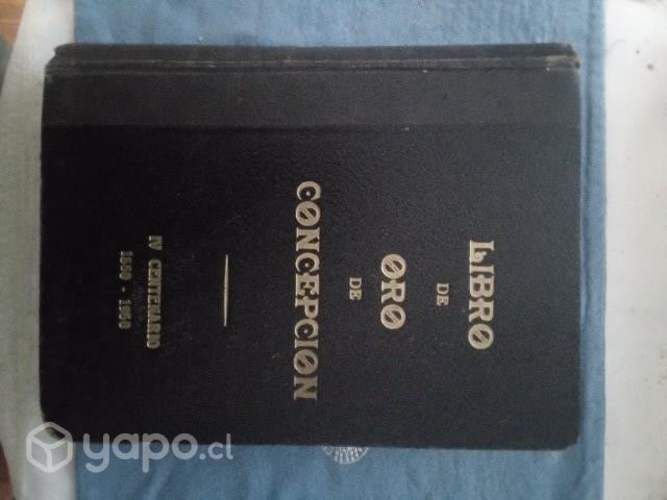 LIBRO
DE
ORO
DE
CONCEPCION
IV CENTENARIO
1550 - 1950
yapo.cl